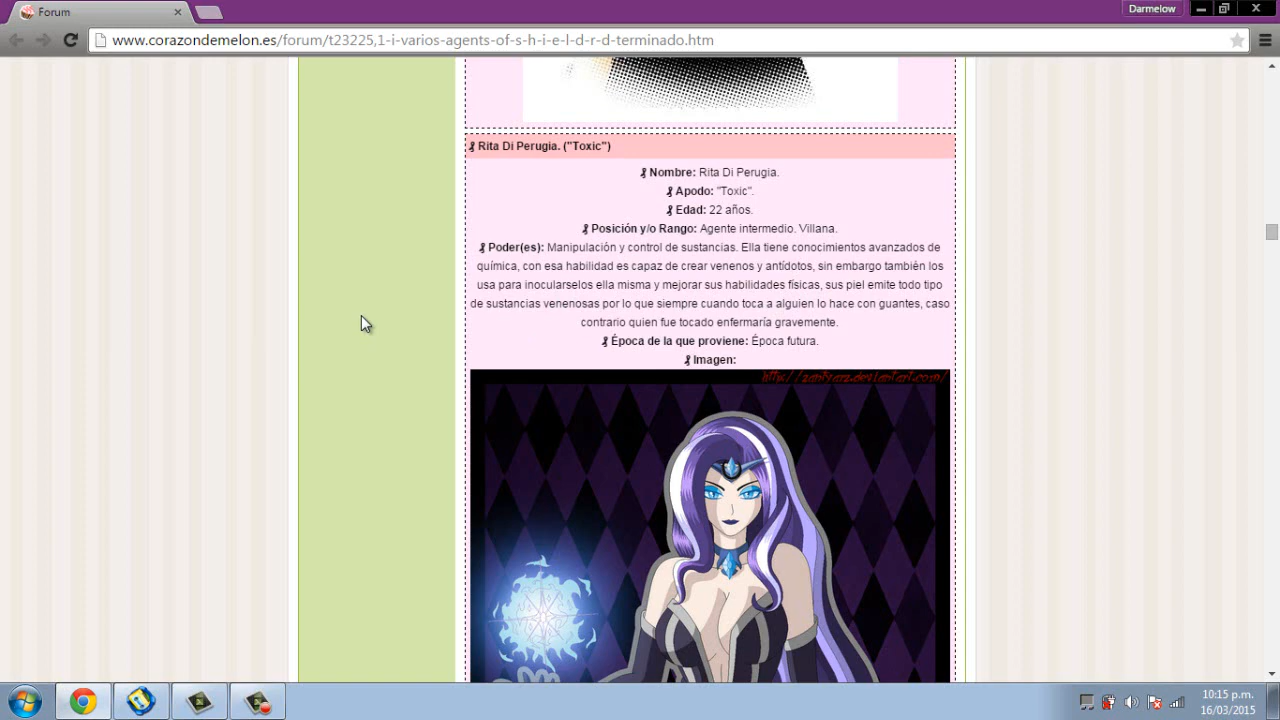 Forum
Darmelow
www.corazondemelon.es/forum/t23225,1-i-varios-agents-of-s-h-i-e-l-d-r-d-terminado.htm
Rita Di Perugia. ("Toxic")
Nombre: Rita Di Perugia.
Apodo: "Toxic".
Edad: 22 años.
Posición y/o Rango: Agente intermedio. Villana.
Poder(es): Manipulación y control de sustancias. Ella tiene conocimientos avanzados de
química, con esa habilidad es capaz de crear venenos y antídotos, sin embargo también los
usa para inocularselos ella misma y mejorar sus habilidades físicas, sus piel emite todo tipo
de sustancias venenosas por lo que siempre cuando toca a alguien lo hace con guantes, caso
contrario quien fue tocado enfermaría gravemente.
Época de la que proviene: Época futura.
Imagen:
10:15 p.m.
16/03/2015